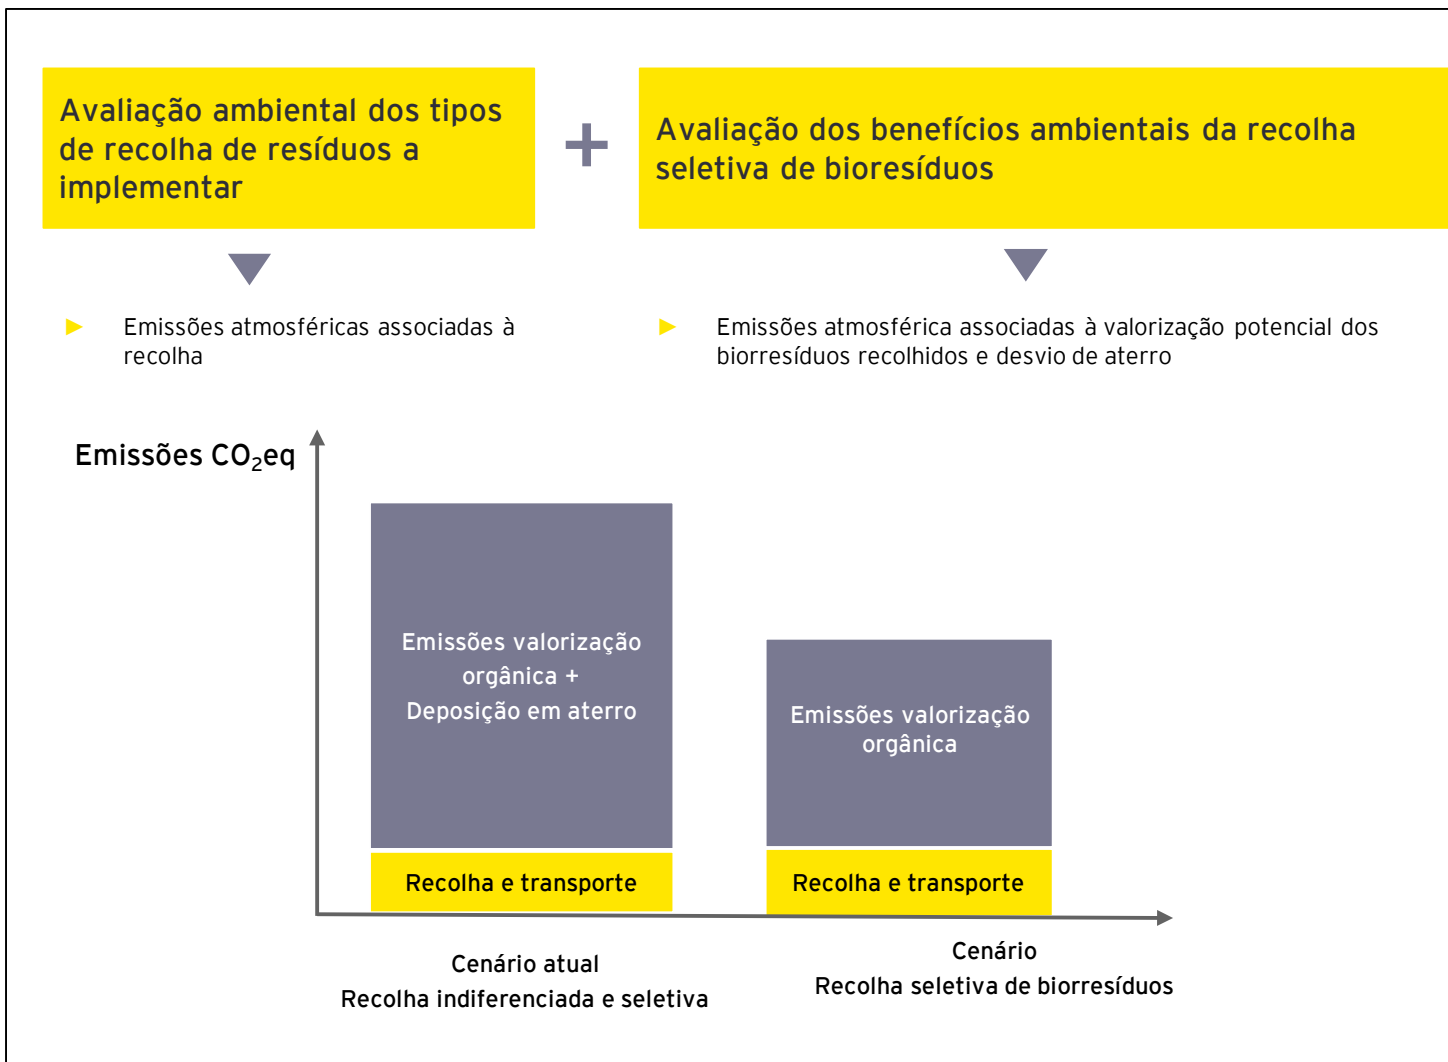 Avaliação ambiental dos tipos
de recolha de resíduos a
implementar
+
Avaliação dos benefícios ambientais da recolha
seletiva de bioresíduos
► Emissões atmosféricas associadas à
recolha
► Emissões atmosférica associadas à valorização potencial dos
biorresíduos recolhidos e desvio de aterro
Emissões CO₂eq
Emissões valorização
orgânica +
Deposição em aterro
Recolha e transporte
Emissões valorização
orgânica
Recolha e transporte
Cenário atual
Recolha indiferenciada e seletiva
Cenário
Recolha seletiva de biorresíduos